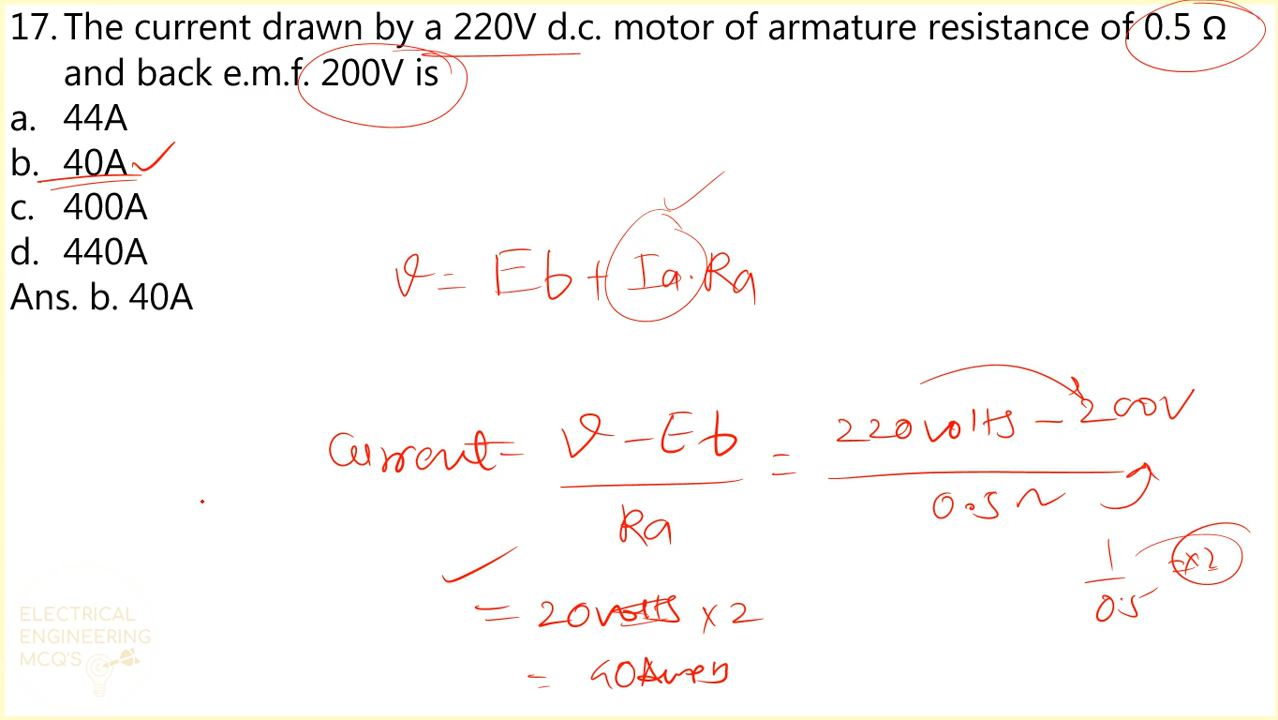 17. The current drawn by a 220V d.c. motor of armature resistance of 0.5 Ω
and back e.m.f. 200V is
a. 44A
b. 40A
c. 400A
d. 440A
Ans. b. 40A
V = Eb + Ia. Ra
Current = V - Eb / Ra = 220 volts - 200V / 0.5 Ω
1 / 0.5 = x 2
= 20 volts x 2
= 40
ELECTRICAL
ENGINEERING
MCQ'S